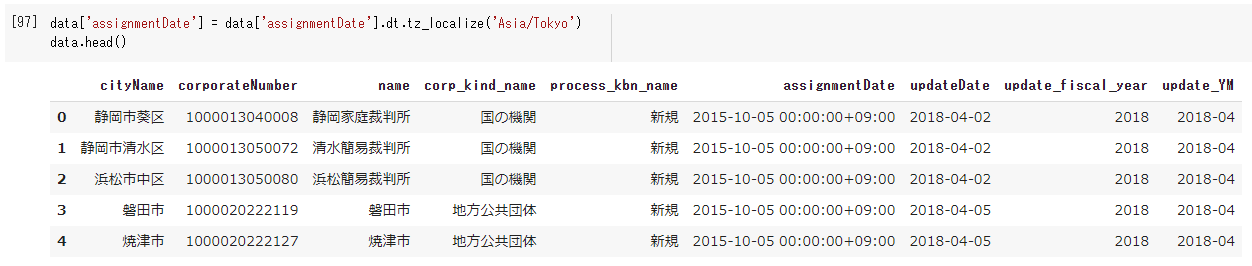 [97] data['assignmentDate'] = data['assignmentDate'].dt.tz_localize('Asia/Tokyo')
data.head()
cityName corporateNumber name corp_kind_name process_kbn_name assignmentDate updateDate update_fiscal_year update_YM
0 静岡市葵区 1000013040008 静岡家庭裁判所 国の機関 新規 2015-10-05 00:00:00+09:00 2018-04-02 2018 2018-04
1 静岡市清水区 1000013050072 清水簡易裁判所 国の機関 新規 2015-10-05 00:00:00+09:00 2018-04-02 2018 2018-04
2 浜松市中区 1000013050080 浜松簡易裁判所 国の機関 新規 2015-10-05 00:00:00+09:00 2018-04-02 2018 2018-04
3 磐田市 1000020222119 磐田市 地方公共団体 新規 2015-10-05 00:00:00+09:00 2018-04-05 2018 2018-04
4 焼津市 1000020222127 焼津市 地方公共団体 新規 2015-10-05 00:00:00+09:00 2018-04-05 2018 2018-04